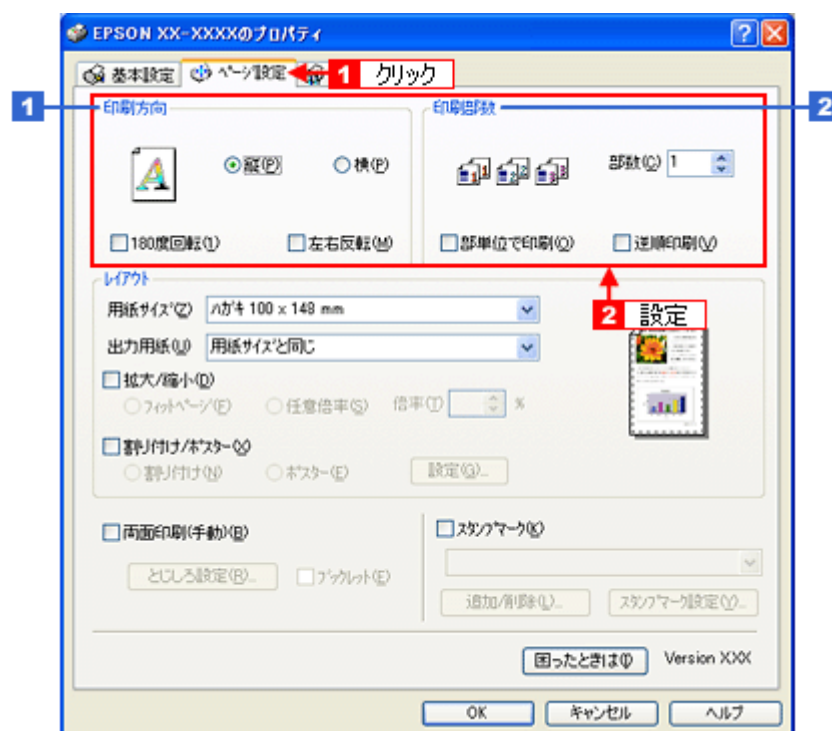 EPSON XX-XXXXのプロパティ
基本設定 ページ設定 1 クリック
1 印刷方向 印刷部数 2
縦(P) 横(P) 部数(C) 1
180度回転(1) 左右反転(M) 部単位で印刷(O) 逆順印刷(V)
レイアウト
2 設定
用紙サイズ(Z) ハガキ 100 x 148 mm
出力用紙(U) 用紙サイズと同じ
拡大/縮小(D)
フィットページ(F) 任意倍率(S) 倍率(T) %
割り付け/ポスター(X)
割り付け(N) ポスター(E) 設定(G)...
両面印刷(手動)(B) スタンプマーク(K)
とじしろ設定(R)... ブックレット(E)
追加/削除(L)... スタンプマーク設定(Y)...
困ったときは(I) Version XXX
OK キャンセル ヘルプ